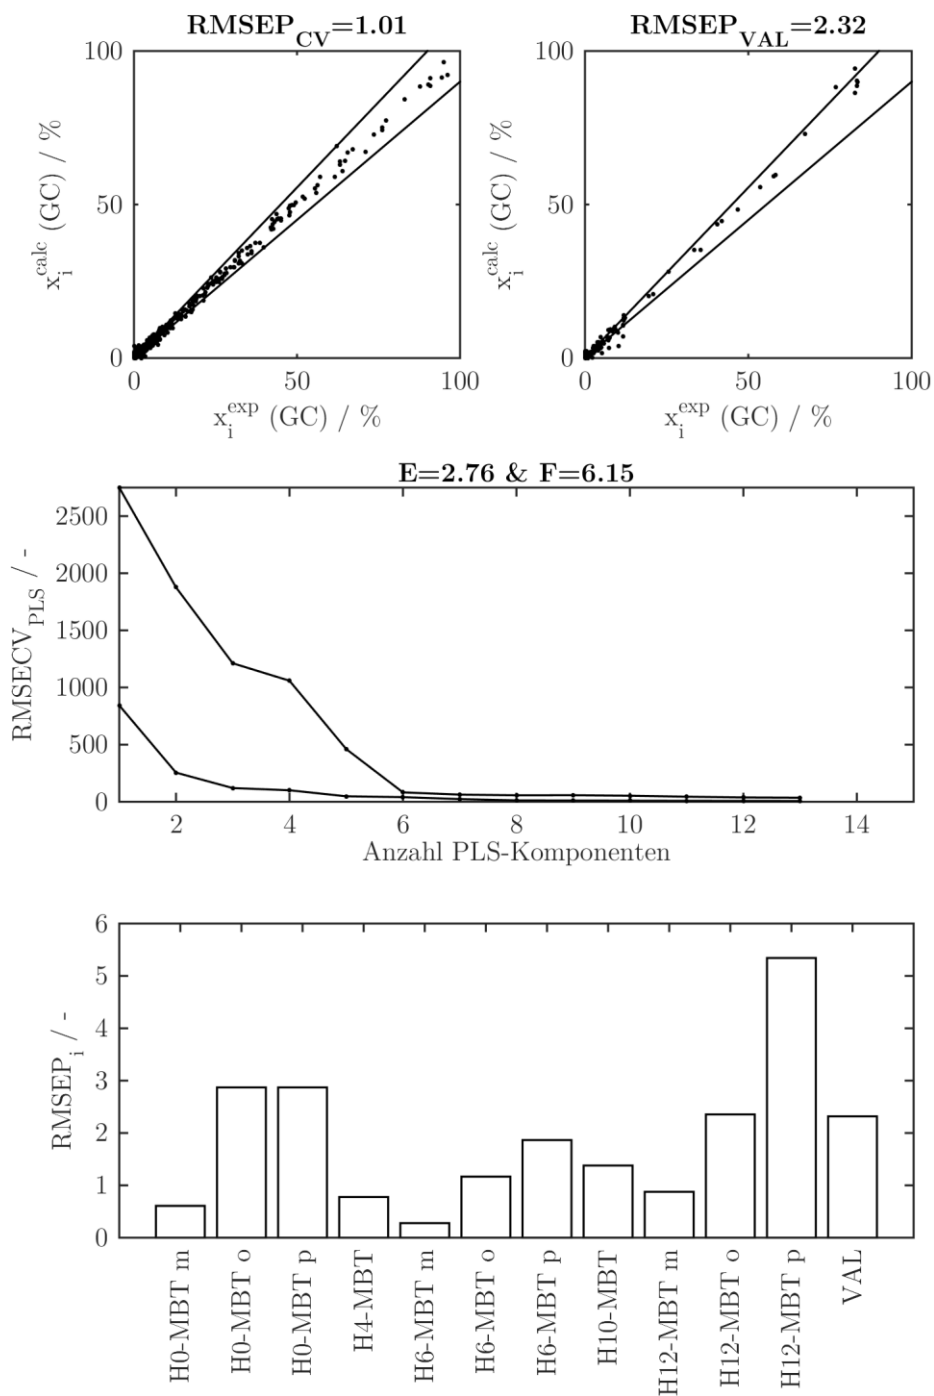 RMSEP_CV=1.01
RMSEP_VAL=2.32
100
50
0
x_i^calc (GC) / %
0 50 100
x_i^exp (GC) / %
100
50
0
x_i^calc (GC) / %
0 50 100
x_i^exp (GC) / %
E=2.76 & F=6.15
2500
2000
1500
1000
500
0
RMSECV_PLS / -
2 4 6 8 10 12 14
Anzahl PLS-Komponenten
6
5
4
3
2
1
0
RMSEP_i / -
H0-MBT m
H0-MBT o
H0-MBT p
H4-MBT
H6-MBT m
H6-MBT o
H6-MBT p
H10-MBT
H12-MBT m
H12-MBT o
H12-MBT p
VAL